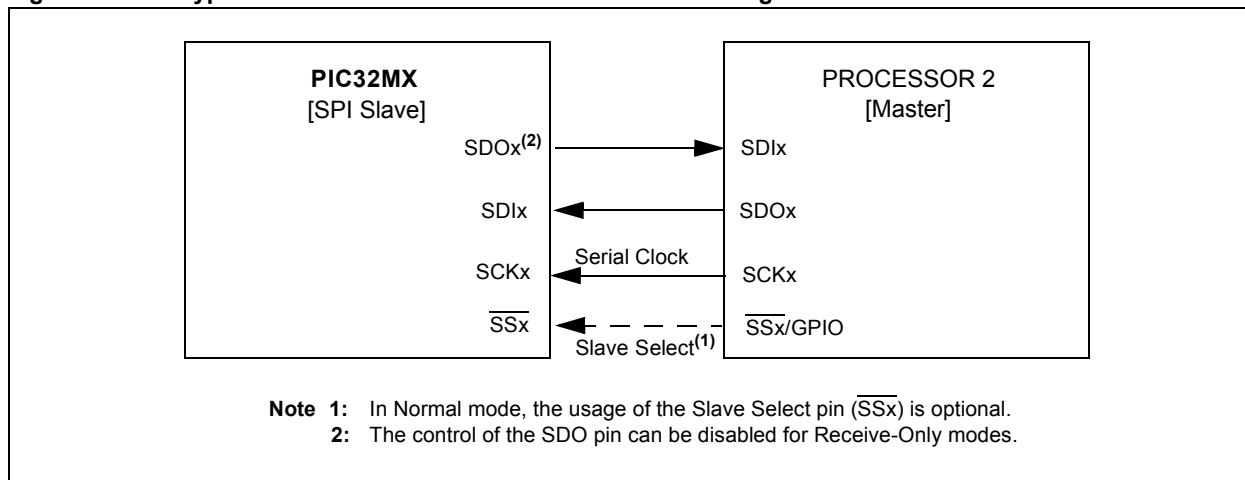 PIC32MX
[SPI Slave]
PROCESSOR 2
[Master]
SDOx(2)
SDIx
SDIx
SDOx
SCKx
Serial Clock
SCKx
SSx
Slave Select(1)
SSx/GPIO
Note 1: In Normal mode, the usage of the Slave Select pin (SSx) is optional.
2: The control of the SDO pin can be disabled for Receive-Only modes.